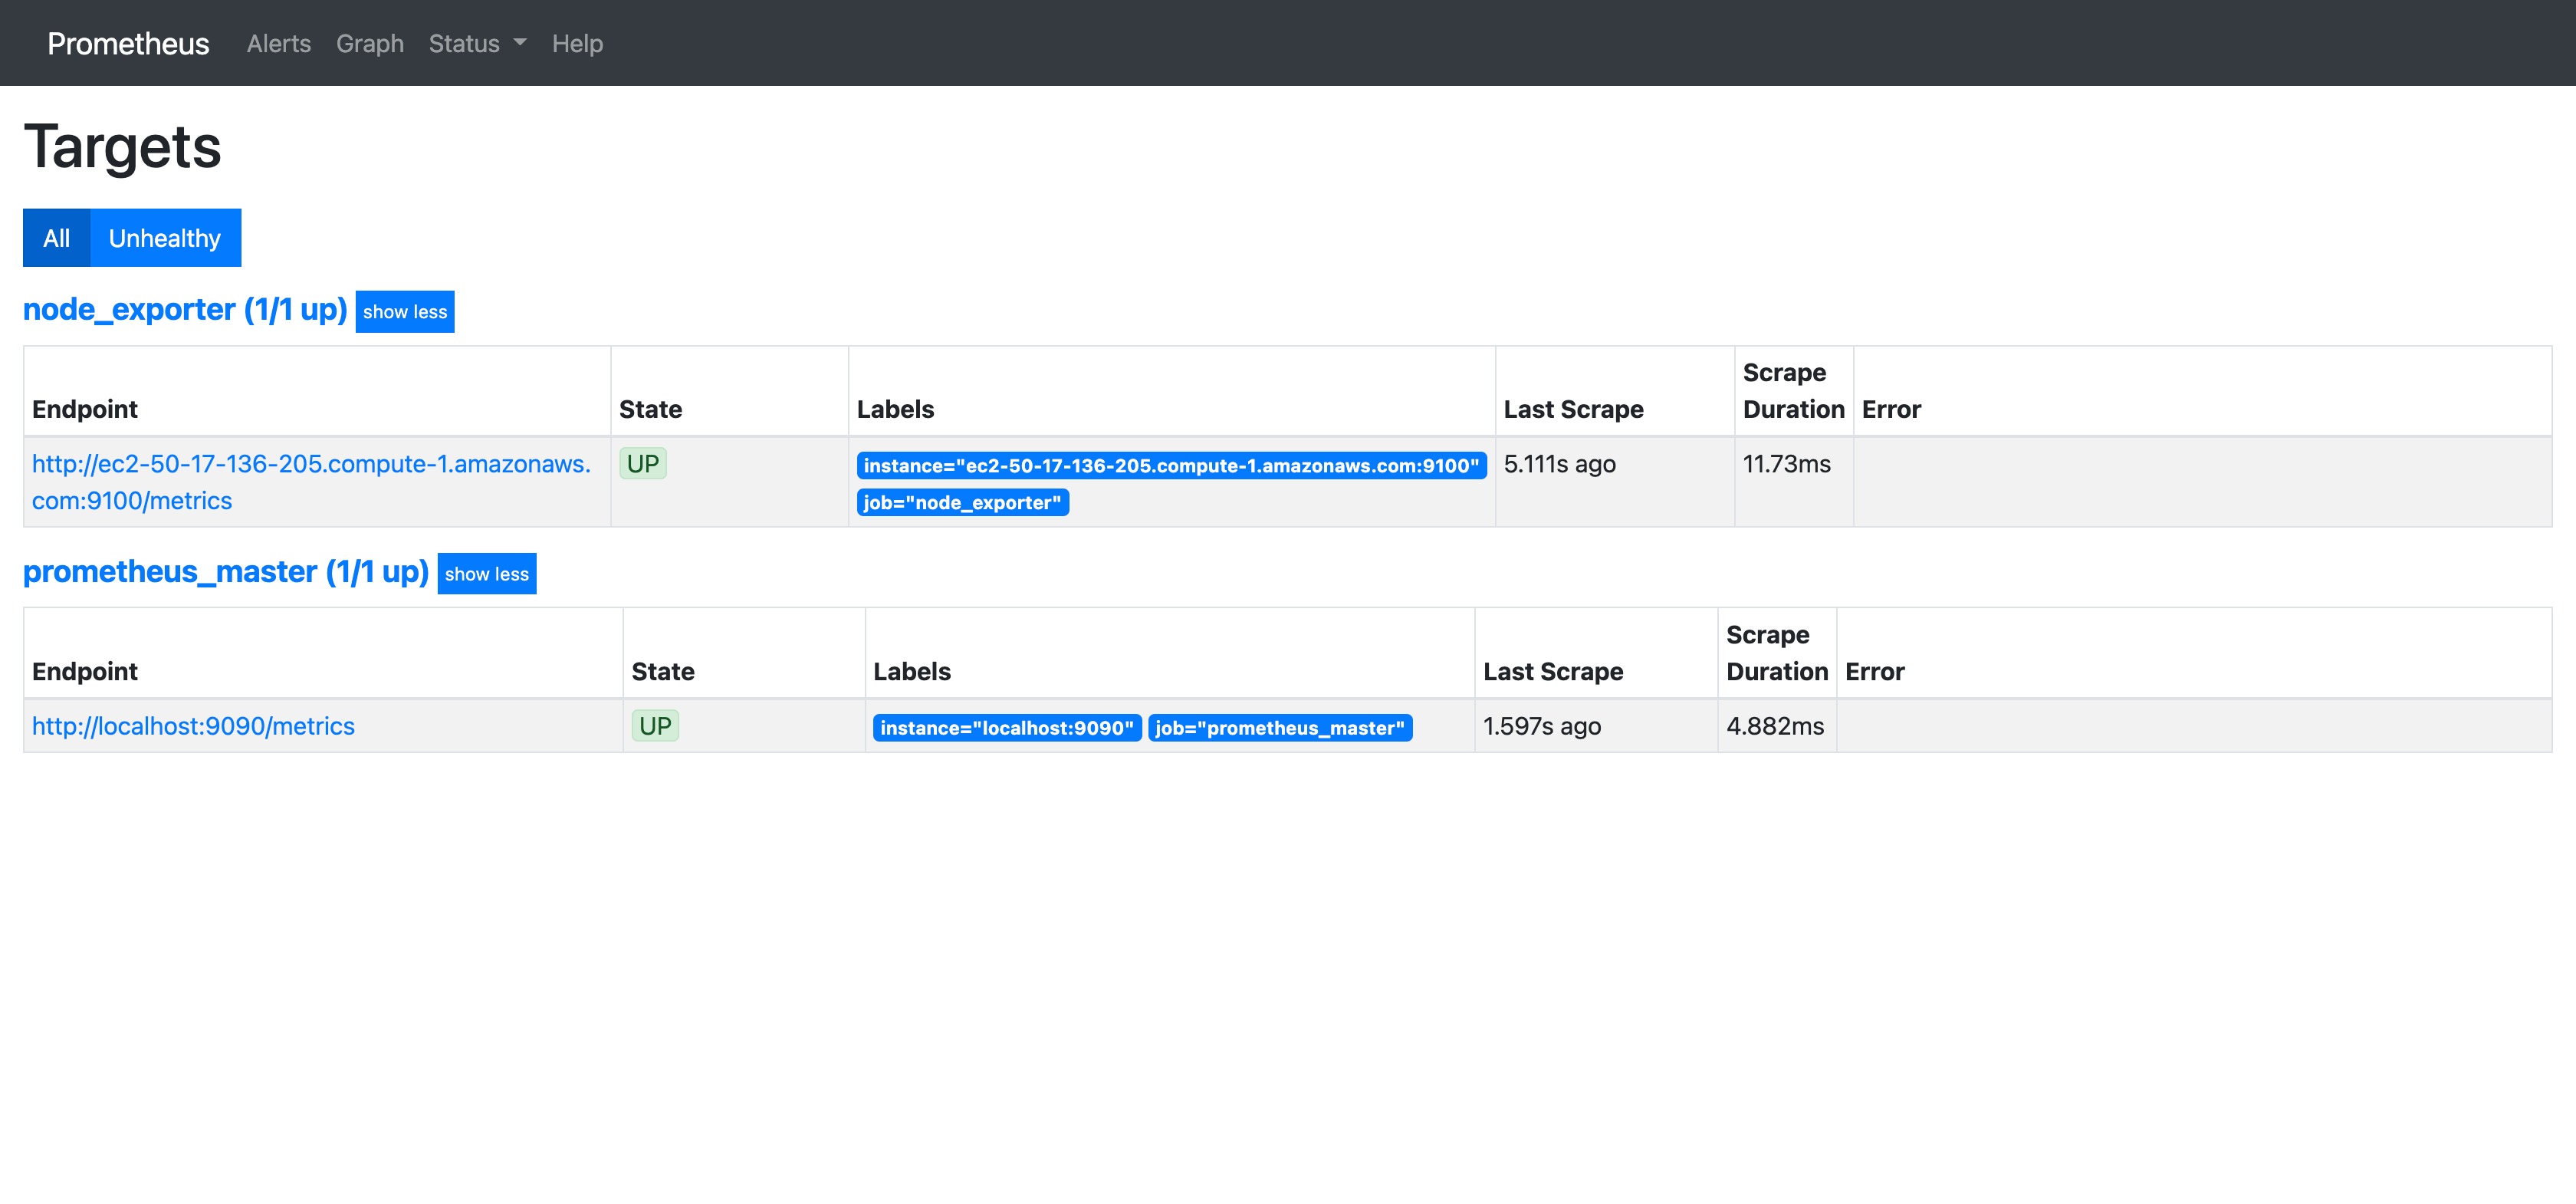 Prometheus Alerts Graph Status Help
Targets
All Unhealthy
node_exporter (1/1 up) show less
Endpoint State Labels Last Scrape Scrape Duration Error
http://ec2-50-17-136-205.compute-1.amazonaws. UP instance="ec2-50-17-136-205.compute-1.amazonaws.com:9100" 5.111s ago 11.73ms
com:9100/metrics job="node_exporter"
prometheus_master (1/1 up) show less
Endpoint State Labels Last Scrape Scrape Duration Error
http://localhost:9090/metrics UP instance="localhost:9090" job="prometheus_master" 1.597s ago 4.882ms